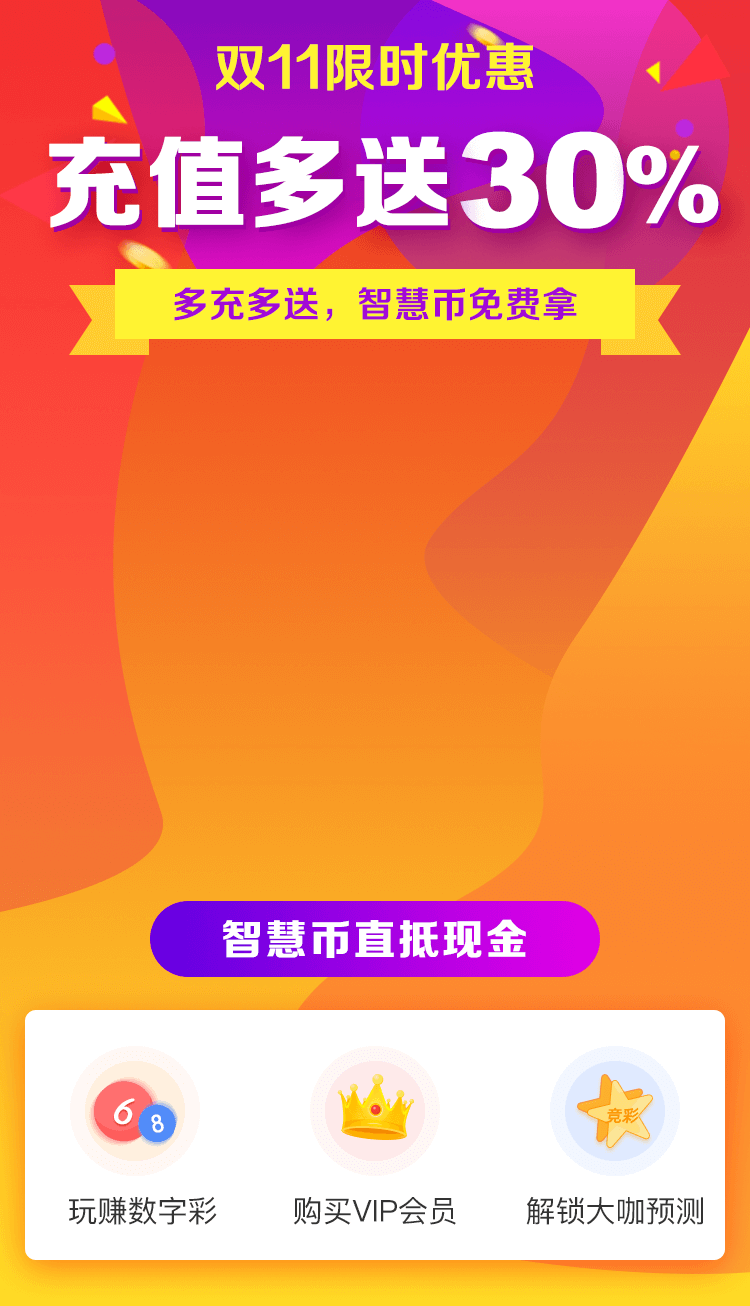 双11限时优惠
充值多送30%
多充多送，智慧币免费拿
智慧币直抵现金
6
8
竞彩
玩赚数字彩
购买VIP会员
解锁大咖预测